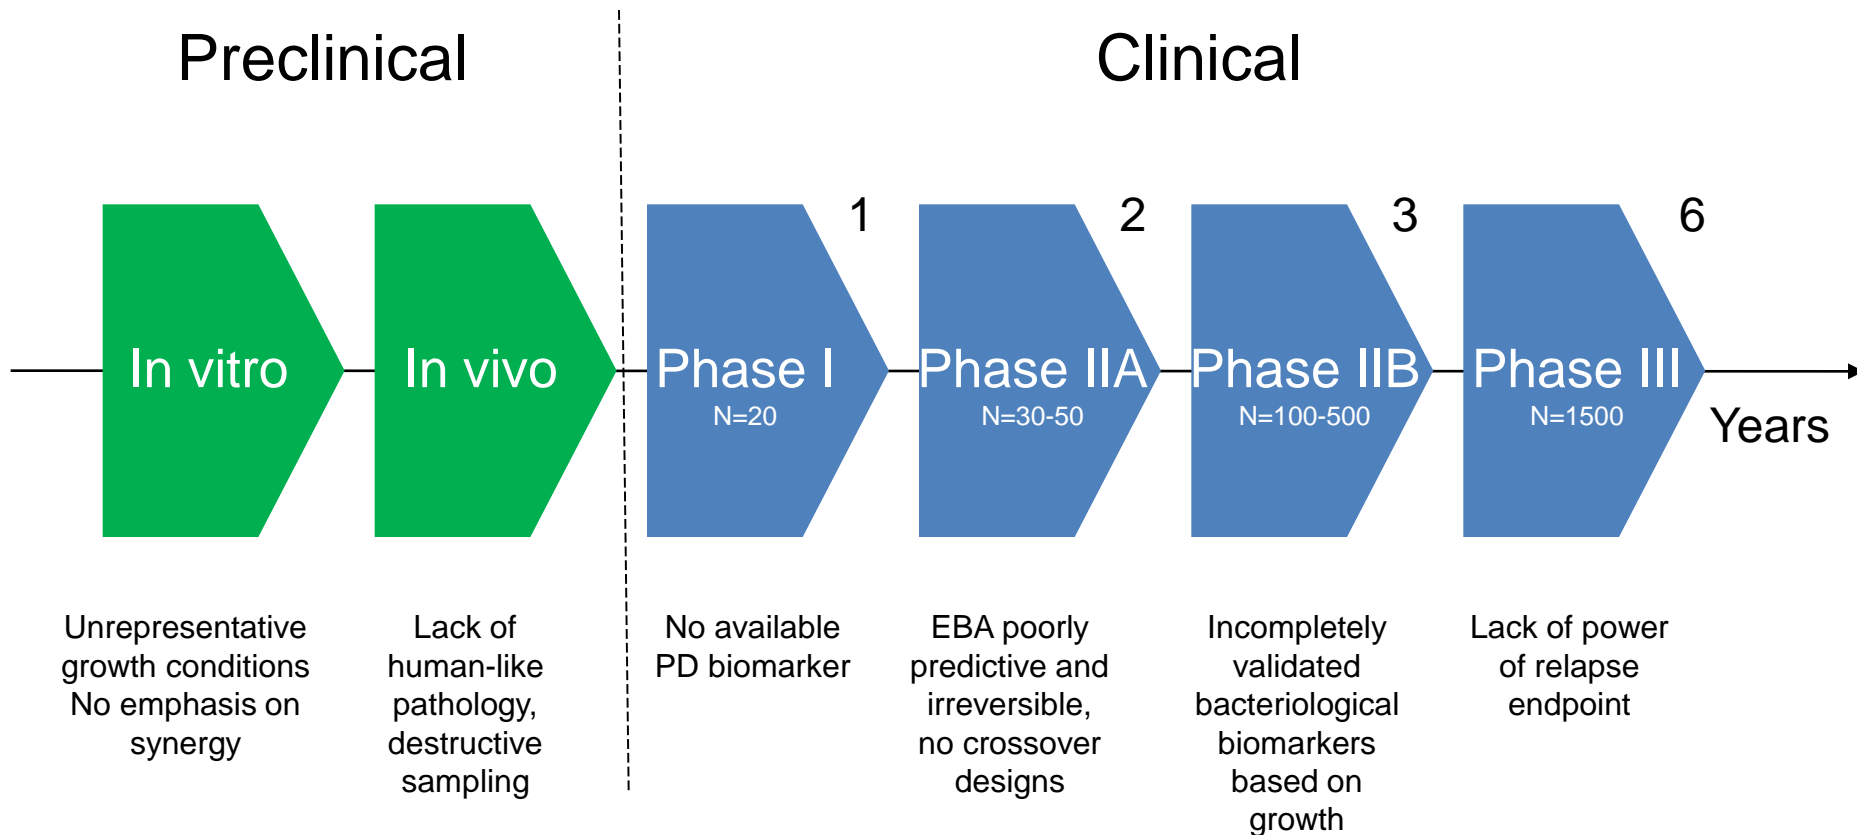 Preclinical
Clinical
1
2
3
6
In vitro
In vivo
Phase I
N=20
Phase IIA
N=30-50
Phase IIB
N=100-500
Phase III
N=1500
Years
Unrepresentative
growth conditions
No emphasis on
synergy
Lack of
human-like
pathology,
destructive
sampling
No available
PD biomarker
EBA poorly
predictive and
irreversible,
no crossover
designs
Incompletely
validated
bacteriological
biomarkers
based on
growth
Lack of power
of relapse
endpoint